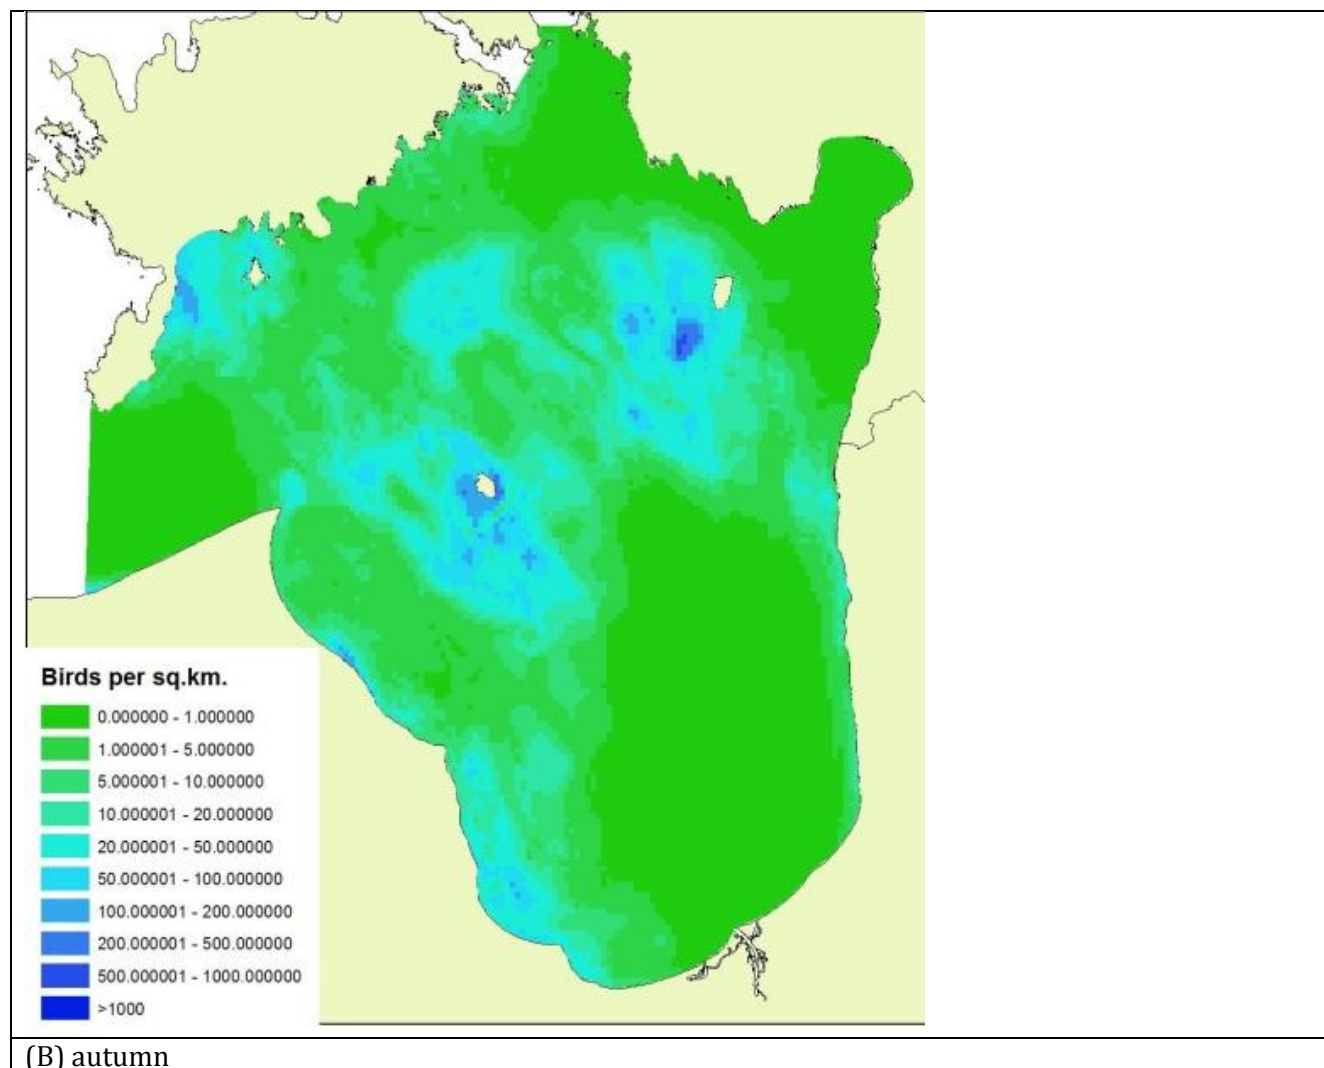 Birds per sq.km.
0.000000 - 1.000000
1.000001 - 5.000000
5.000001 - 10.000000
10.000001 - 20.000000
20.000001 - 50.000000
50.000001 - 100.000000
100.000001 - 200.000000
200.000001 - 500.000000
500.000001 - 1000.000000
>1000
(B) autumn